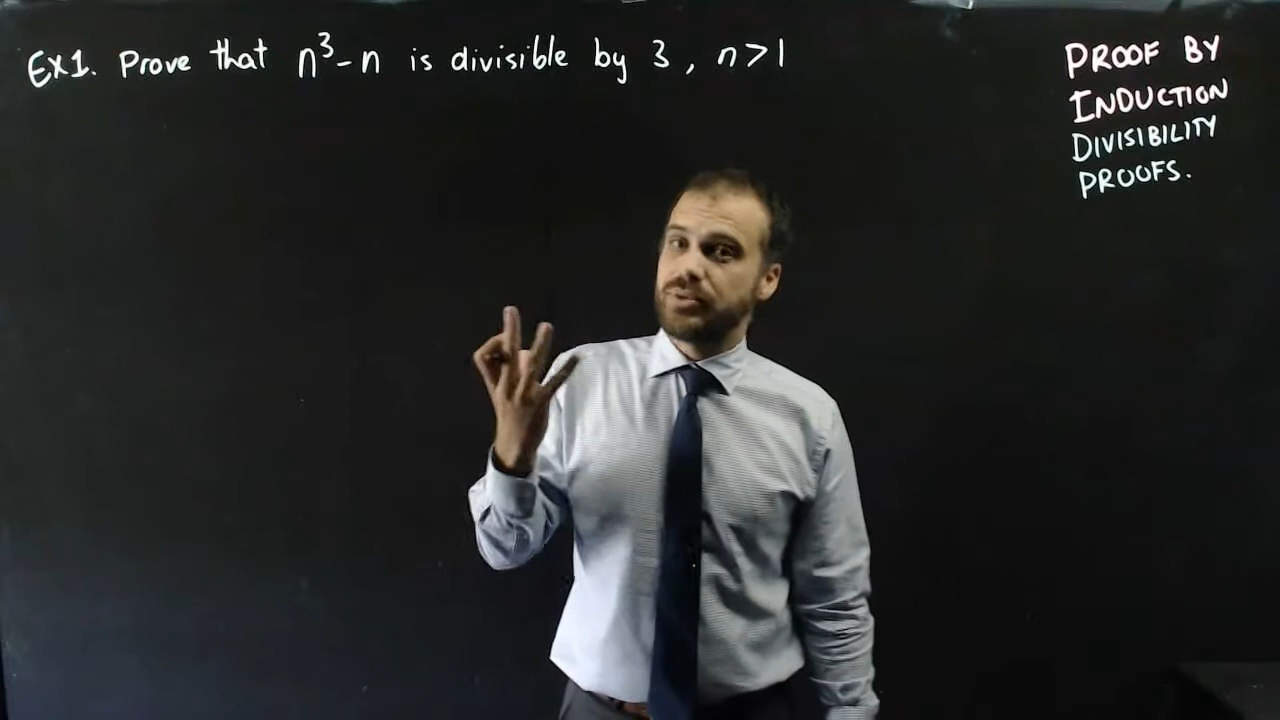 Ex1. Prove that n³-n is divisible by 3, n>1
PROOF BY
INDUCTION
DIVISIBILITY
PROOFS.